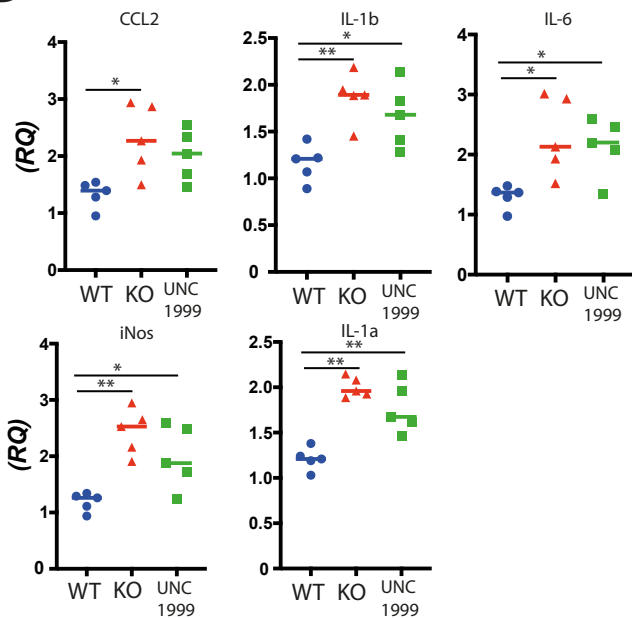 CCL2
IL-1b
IL-6
(RQ)
4
3
2
1
0
*
WT
KO
UNC
1999
2.5
2.0
1.5
1.0
0.5
0
*
**
WT
KO
UNC
1999
4
3
2
1
0
*
*
WT
KO
UNC
1999
iNos
IL-1a
(RQ)
4
3
2
1
0
*
**
WT
KO
UNC
1999
2.5
2.0
1.5
1.0
0.5
0
**
**
WT
KO
UNC
1999